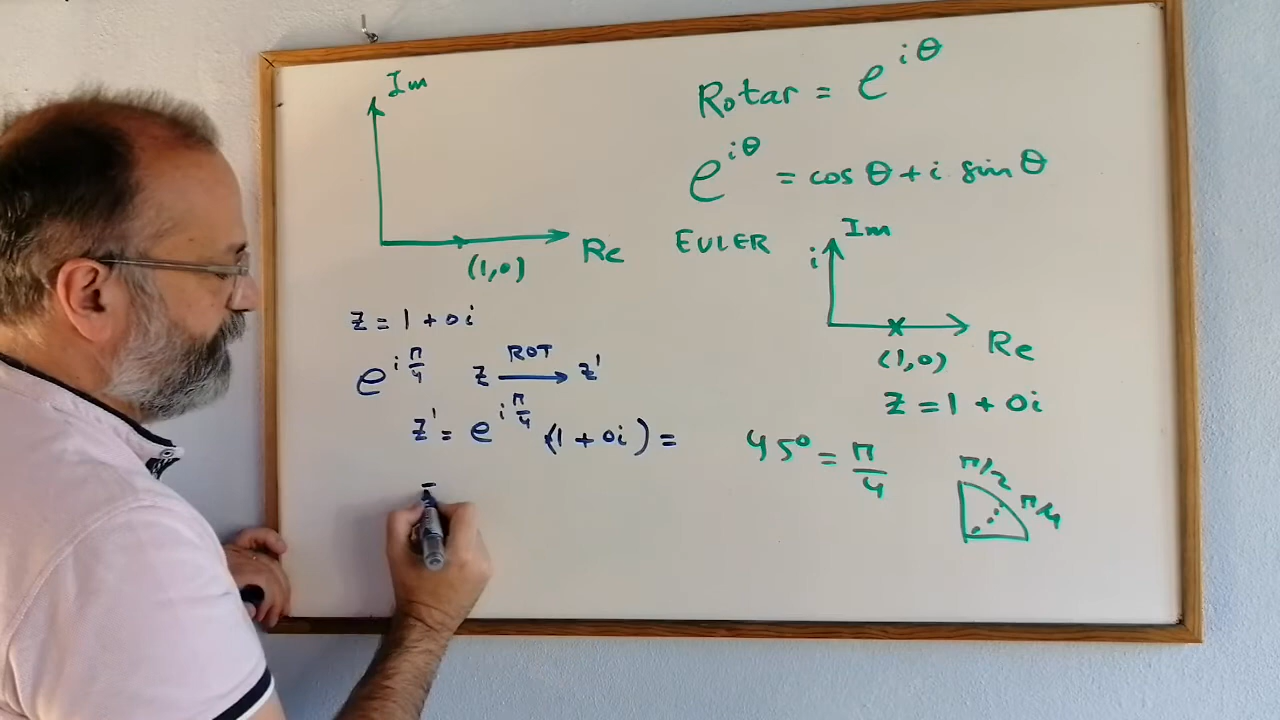 Im
Re
(1,0)
z = 1 + 0i
e^{i π/4} z ROT → z'
z' = e^{i π/4} (1 + 0i) =
=
Rotar = e^{iθ}
e^{iθ} = cos θ + i sin θ
EULER
Im
i
Re
(1,0)
z = 1 + 0i
45° = π/4
π/2
π/4